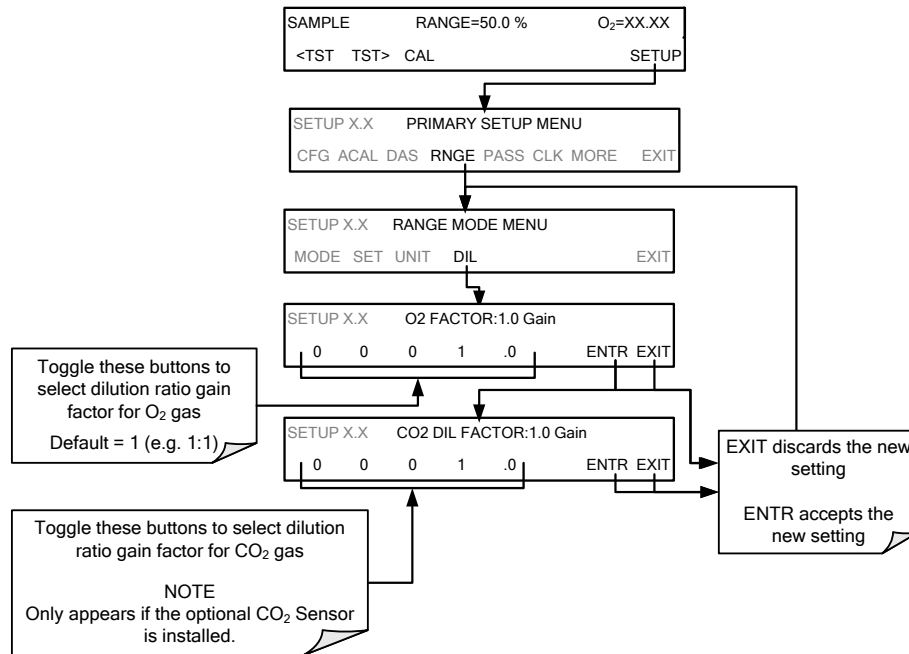 SAMPLE RANGE=50.0 % O₂=XX.XX
<TST TST> CAL SETUP
SETUP X.X PRIMARY SETUP MENU
CFG ACAL DAS RNGE PASS CLK MORE EXIT
SETUP X.X RANGE MODE MENU
MODE SET UNIT DIL EXIT
SETUP X.X O2 FACTOR:1.0 Gain
0 0 0 1 .0 ENTR EXIT
Toggle these buttons to
select dilution ratio gain
factor for O₂ gas
Default = 1 (e.g. 1:1)
SETUP X.X CO2 DIL FACTOR:1.0 Gain
0 0 0 1 .0 ENTR EXIT
EXIT discards the new
setting
ENTR accepts the
new setting
Toggle these buttons to select dilution
ratio gain factor for CO₂ gas
NOTE
Only appears if the optional CO₂ Sensor
is installed.